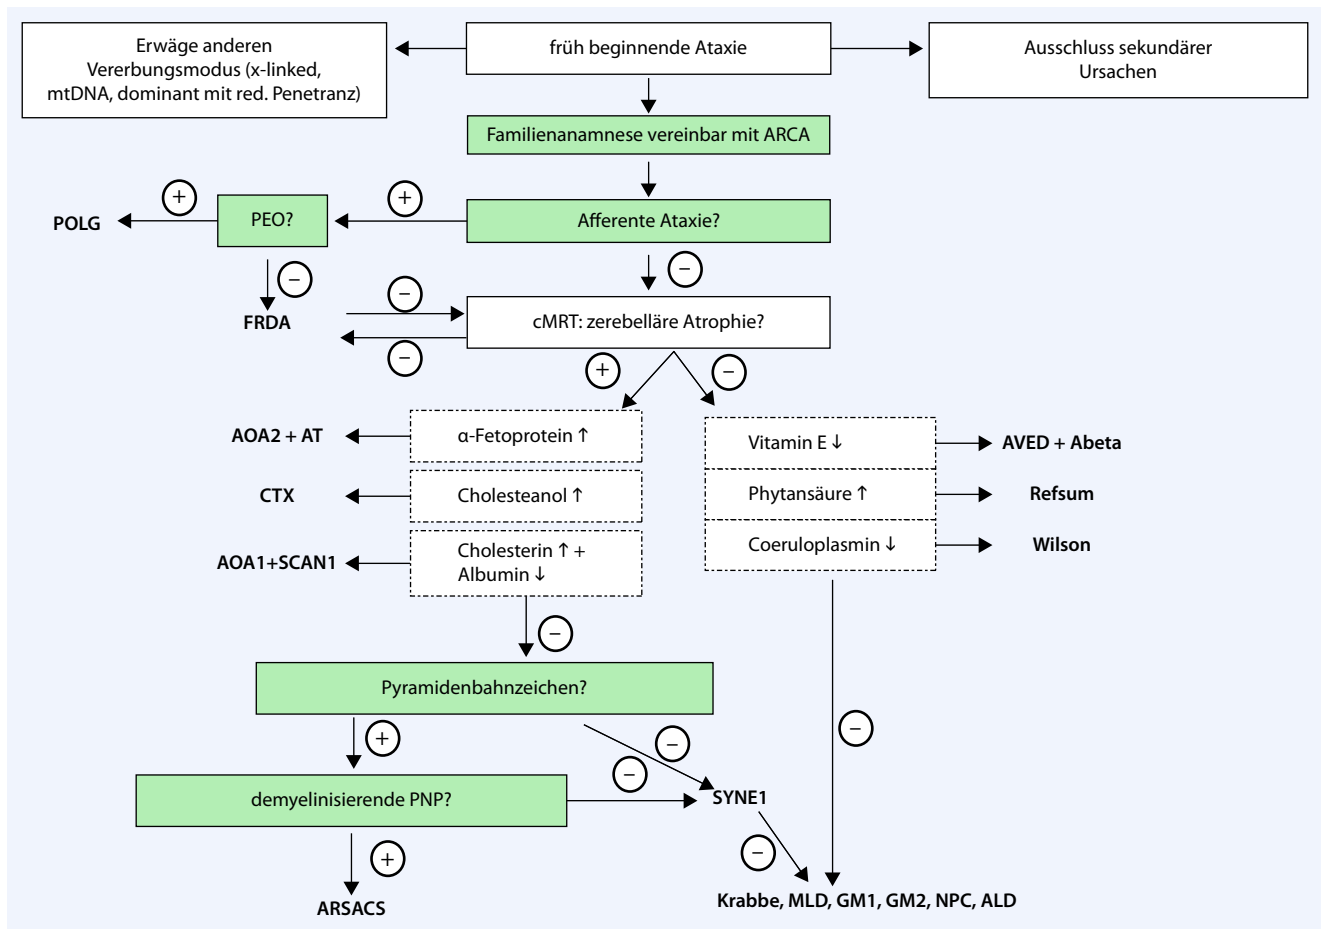 Erwäge anderen
Vererbungsmodus (x-linked,
mtDNA, dominant mit red. Penetranz)
früh beginnende Ataxie
Ausschluss sekundärer
Ursachen
Familienanamnese vereinbar mit ARCA
POLG
+
PEO?
+
Afferente Ataxie?
−
−
FRDA
−
−
cMRT: zerebelläre Atrophie?
+
−
AOA2 + AT
α-Fetoprotein ↑
CTX
Cholesteanol ↑
AOA1+SCAN1
Cholesterin ↑ +
Albumin ↓
Vitamin E ↓
AVED + Abeta
Phytansäure ↑
Refsum
Coeruloplasmin ↓
Wilson
−
Pyramidenbahnzeichen?
+
−
−
−
demyelinisierende PNP?
SYNE1
+
−
ARSACS
Krabbe, MLD, GM1, GM2, NPC, ALD